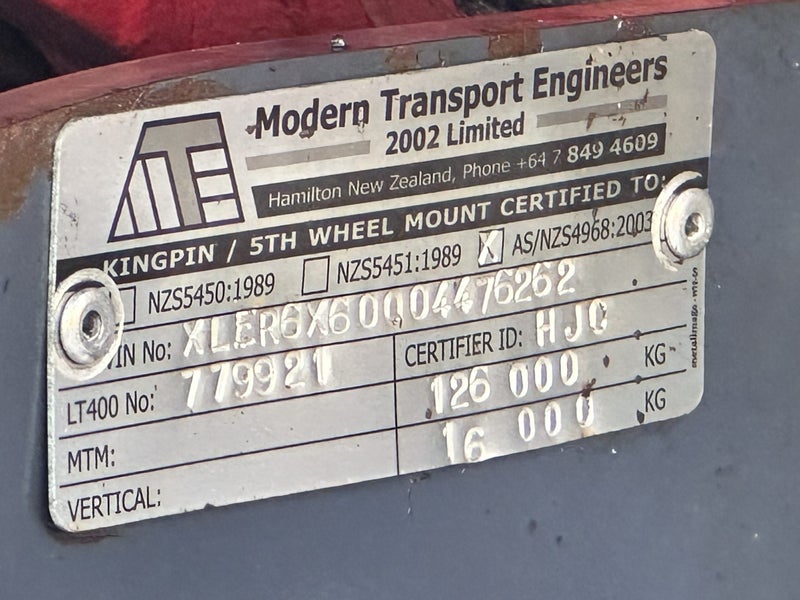 MTE
Modern Transport Engineers
2002 Limited
Hamilton New Zealand, Phone +64 7 849 4609
KINGPIN / 5TH WHEEL MOUNT CERTIFIED TO:
NZS5450:1989 NZS5451:1989 X AS/NZS4968:2003
VIN No: XLER6X60004476262
LT400 No: 779921 CERTIFIER ID: HJC
MTM: 126 000 KG
VERTICAL: 16 000 KG